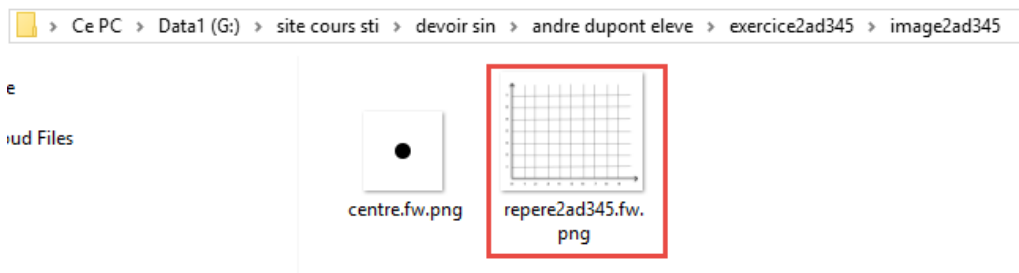 Ce PC > Data1 (G:) > site cours sti > devoir sin > andre dupont eleve > exercice2ad345 > image2ad345
e
oud Files
centre.fw.png
repere2ad345.fw.
png